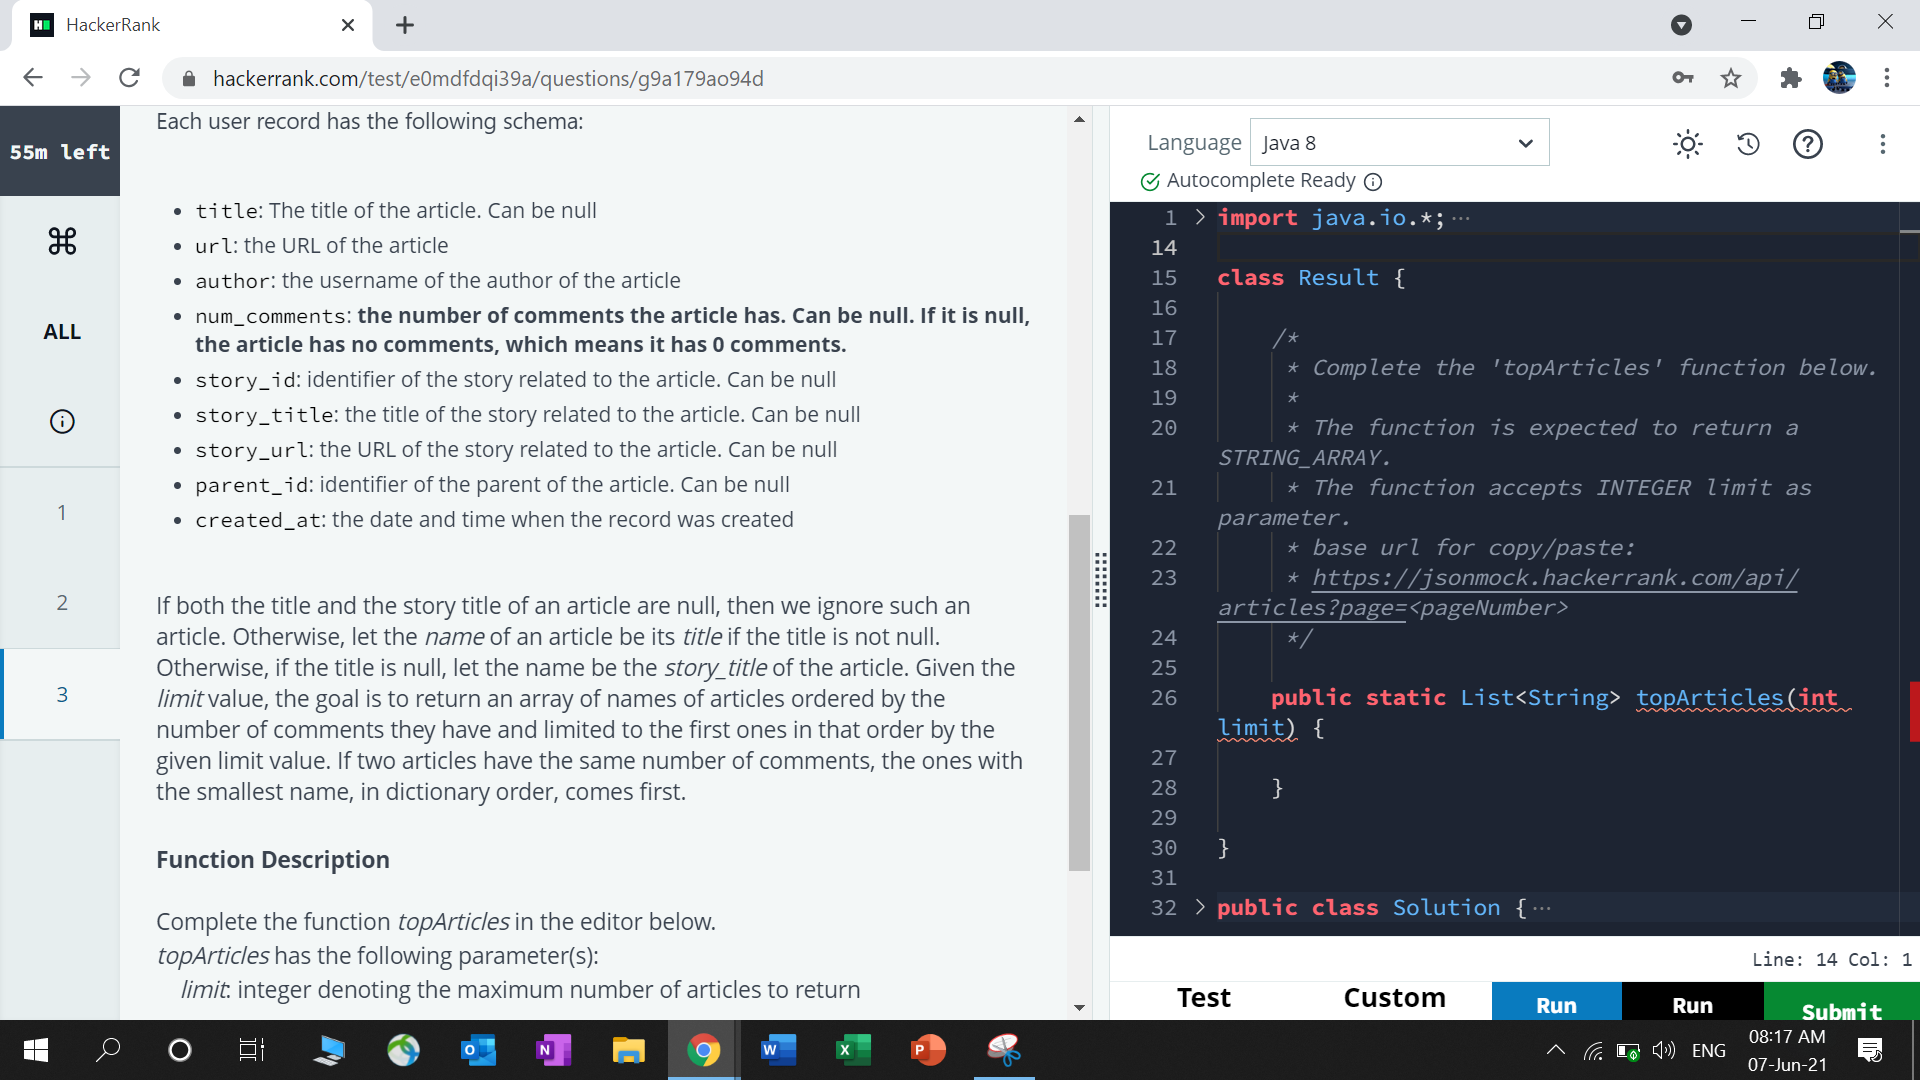 HackerRank
hackerrank.com/test/e0mdfdqi39a/questions/g9a179ao94d
55m left
ALL
1
2
3
Each user record has the following schema:
• title: The title of the article. Can be null
• url: the URL of the article
• author: the username of the author of the article
• num_comments: the number of comments the article has. Can be null. If it is null,
the article has no comments, which means it has 0 comments.
• story_id: identifier of the story related to the article. Can be null
• story_title: the title of the story related to the article. Can be null
• story_url: the URL of the story related to the article. Can be null
• parent_id: identifier of the parent of the article. Can be null
• created_at: the date and time when the record was created
If both the title and the story title of an article are null, then we ignore such an
article. Otherwise, let the name of an article be its title if the title is not null.
Otherwise, if the title is null, let the name be the story_title of the article. Given the
limit value, the goal is to return an array of names of articles ordered by the
number of comments they have and limited to the first ones in that order by the
given limit value. If two articles have the same number of comments, the ones with
the smallest name, in dictionary order, comes first.
Function Description
Complete the function topArticles in the editor below.
topArticles has the following parameter(s):
limit: integer denoting the maximum number of articles to return
Language Java 8
Autocomplete Ready
1 > import java.io.*; ···
14
15 class Result {
16
17 /*
18 * Complete the 'topArticles' function below.
19 *
20 * The function is expected to return a
STRING_ARRAY.
21 * The function accepts INTEGER limit as
parameter.
22 * base url for copy/paste:
23 * https://jsonmock.hackerrank.com/api/
articles?page=<pageNumber>
24 */
25
26 public static List<String> topArticles(int
limit) {
27
28 }
29
30 }
31
32 > public class Solution { ···
Line: 14 Col: 1
Test Custom Run Run Submit
ENG
08:17 AM
07-Jun-21